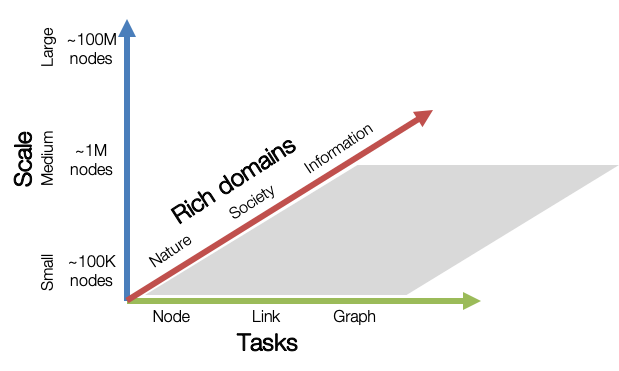 Scale
Large
~100M
nodes
Medium
~1M
nodes
Small
~100K
nodes
Rich domains
Nature
Society
Information
Node
Link
Graph
Tasks